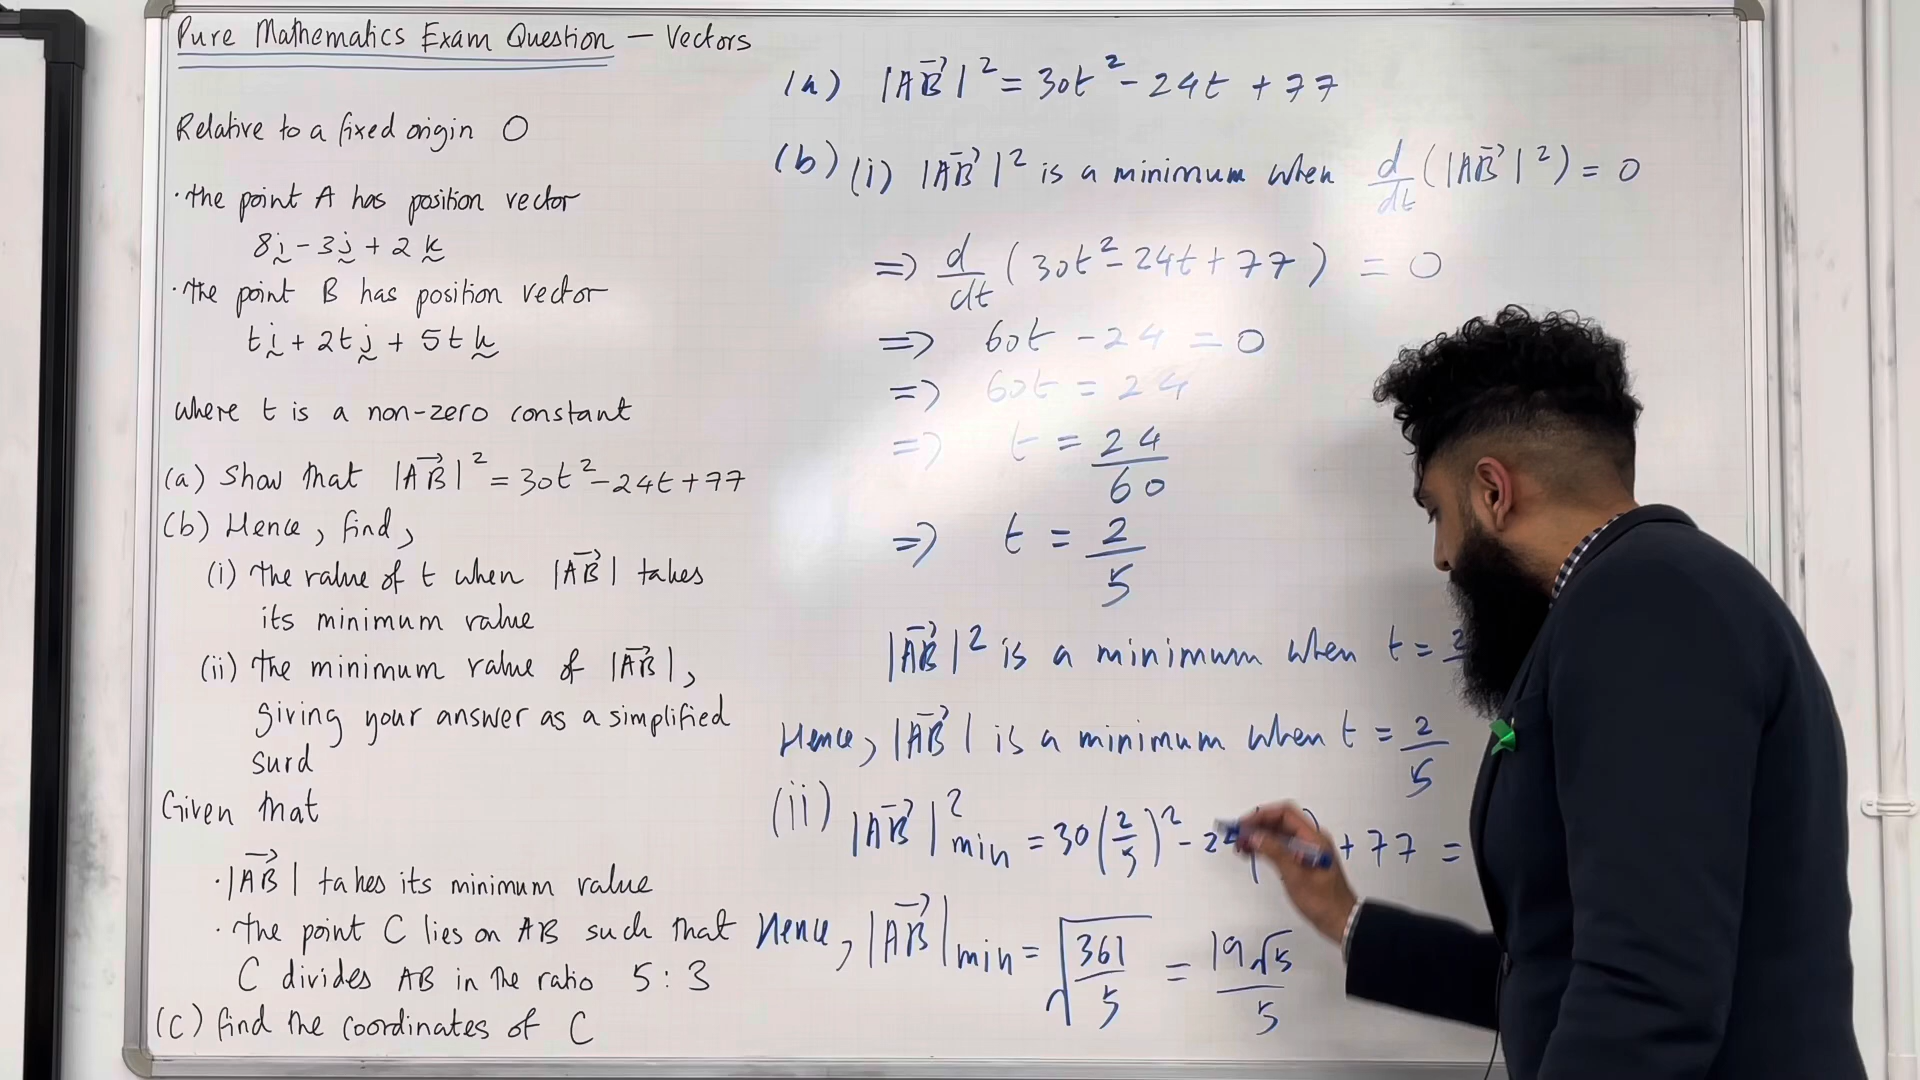 Pure Mathematics Exam Question — Vectors
Relative to a fixed origin O
· the point A has position vector
8i - 3j + 2k
· the point B has position vector
ti + 2tj + 5tk
where t is a non-zero constant
(a) Show that |AB→|² = 30t² - 24t + 77
(b) Hence, find,
(i) the value of t when |AB→| takes
its minimum value
(ii) the minimum value of |AB→|,
giving your answer as a simplified
surd
Given that
· |AB→| takes its minimum value
· the point C lies on AB such that
C divides AB in the ratio 5 : 3
(c) find the coordinates of C
(a) |AB→|² = 30t² - 24t + 77
(b) (i) |AB→|² is a minimum when d/dt (|AB→|²) = 0
=> d/dt (30t² - 24t + 77) = 0
=> 60t - 24 = 0
=> 60t = 24
=> t = 24/60
=> t = 2/5
|AB→|² is a minimum when t = 2
Hence, |AB→| is a minimum when t = 2/5
(ii) |AB→|²min = 30(2/5)² - 24( ) + 77 =
Hence, |AB→|min = √(361/5) = 19√5/5